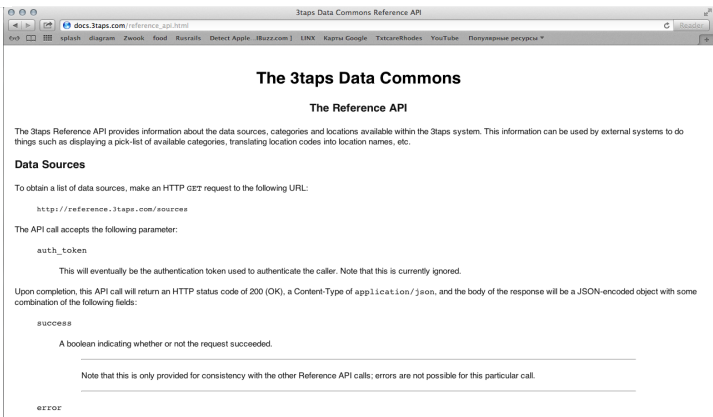 3taps Data Commons Reference API
docs.3taps.com/reference_api.html
Reader
splash diagram Zwook food Rusrails Detect Apple...IBuzz.com ] LINX Карты Google TxtcareRhodes YouTube Популярные ресурсы
The 3taps Data Commons
The Reference API
The 3taps Reference API provides information about the data sources, categories and locations available within the 3taps system. This information can be used by external systems to do
things such as displaying a pick-list of available categories, translating location codes into location names, etc.
Data Sources
To obtain a list of data sources, make an HTTP GET request to the following URL:
http://reference.3taps.com/sources
The API call accepts the following parameter:
auth_token
This will eventually be the authentication token used to authenticate the caller. Note that this is currently ignored.
Upon completion, this API call will return an HTTP status code of 200 (OK), a Content-Type of application/json, and the body of the response will be a JSON-encoded object with some
combination of the following fields:
success
A boolean indicating whether or not the request succeeded.
Note that this is only provided for consistency with the other Reference API calls; errors are not possible for this particular call.
error